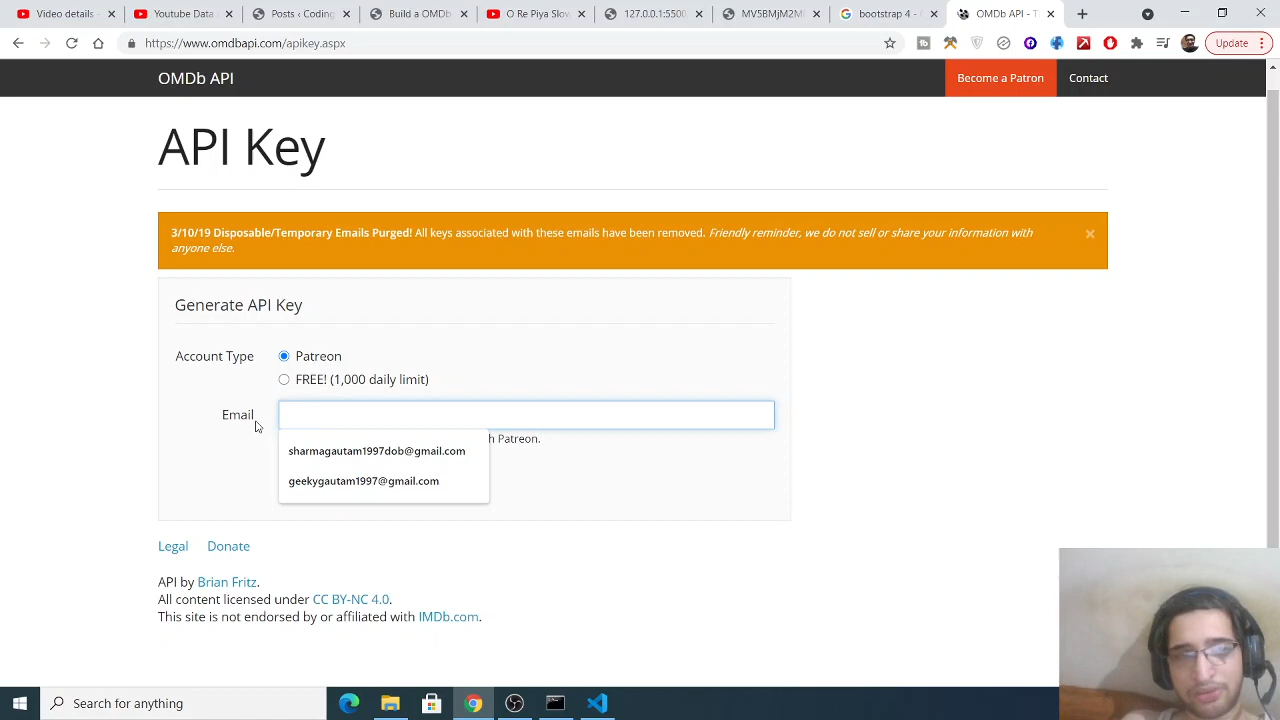 Video details -
Youtube Data
Posts ‹ Coding
Build a OMDb
O Re Piya Slov
127.0.0.1:5500
MV5BMjM2MD
bootstrap 4 -
OMDb API - T
https://www.omdbapi.com/apikey.aspx
Update
OMDb API
Become a Patron
Contact
API Key
3/10/19 Disposable/Temporary Emails Purged! All keys associated with these emails have been removed. Friendly reminder, we do not sell or share your information with
anyone else.
Generate API Key
Account Type
Patreon
FREE! (1,000 daily limit)
Email
h Patreon.
sharmagautam1997dob@gmail.com
geekygautam1997@gmail.com
Legal
Donate
API by Brian Fritz.
All content licensed under CC BY-NC 4.0.
This site is not endorsed by or affiliated with IMDb.com.
Search for anything